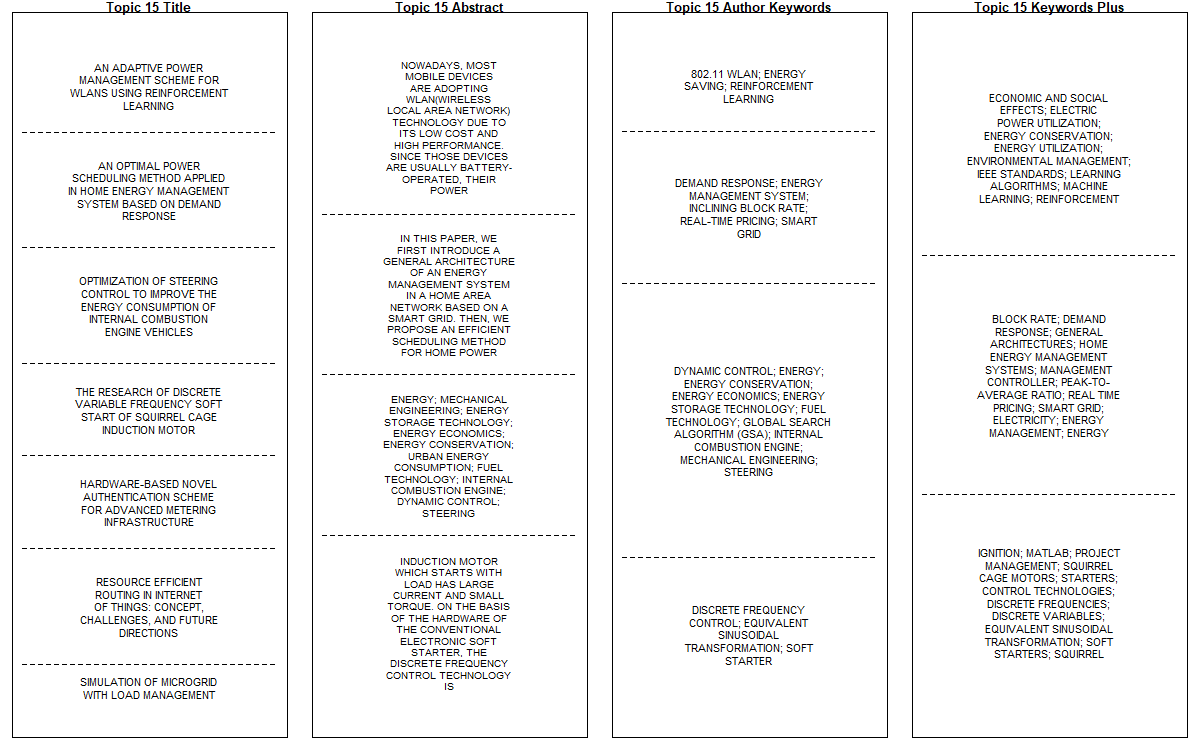 Topic 15 Title
AN ADAPTIVE POWER
MANAGEMENT SCHEME FOR
WLANS USING REINFORCEMENT
LEARNING
AN OPTIMAL POWER
SCHEDULING METHOD APPLIED
IN HOME ENERGY MANAGEMENT
SYSTEM BASED ON DEMAND
RESPONSE
OPTIMIZATION OF STEERING
CONTROL TO IMPROVE THE
ENERGY CONSUMPTION OF
INTERNAL COMBUSTION
ENGINE VEHICLES
THE RESEARCH OF DISCRETE
VARIABLE FREQUENCY SOFT
START OF SQUIRREL CAGE
INDUCTION MOTOR
HARDWARE-BASED NOVEL
AUTHENTICATION SCHEME
FOR ADVANCED METERING
INFRASTRUCTURE
RESOURCE EFFICIENT
ROUTING IN INTERNET
OF THINGS: CONCEPT,
CHALLENGES, AND FUTURE
DIRECTIONS
SIMULATION OF MICROGRID
WITH LOAD MANAGEMENT
Topic 15 Abstract
NOWADAYS, MOST
MOBILE DEVICES
ARE ADOPTING
WLAN(WIRELESS
LOCAL AREA NETWORK)
TECHNOLOGY DUE TO
ITS LOW COST AND
HIGH PERFORMANCE.
SINCE THOSE DEVICES
ARE USUALLY BATTERY-
OPERATED, THEIR
POWER
IN THIS PAPER, WE
FIRST INTRODUCE A
GENERAL ARCHITECTURE
OF AN ENERGY
MANAGEMENT SYSTEM
IN A HOME AREA
NETWORK BASED ON A
SMART GRID. THEN, WE
PROPOSE AN EFFICIENT
SCHEDULING METHOD
FOR HOME POWER
ENERGY; MECHANICAL
ENGINEERING; ENERGY
STORAGE TECHNOLOGY;
ENERGY ECONOMICS;
ENERGY CONSERVATION;
URBAN ENERGY
CONSUMPTION; FUEL
TECHNOLOGY; INTERNAL
COMBUSTION ENGINE;
DYNAMIC CONTROL;
STEERING
INDUCTION MOTOR
WHICH STARTS WITH
LOAD HAS LARGE
CURRENT AND SMALL
TORQUE. ON THE BASIS
OF THE HARDWARE OF
THE CONVENTIONAL
ELECTRONIC SOFT
STARTER, THE
DISCRETE FREQUENCY
CONTROL TECHNOLOGY
IS
Topic 15 Author Keywords
802.11 WLAN; ENERGY
SAVING; REINFORCEMENT
LEARNING
DEMAND RESPONSE; ENERGY
MANAGEMENT SYSTEM;
INCLINING BLOCK RATE;
REAL-TIME PRICING; SMART
GRID
DYNAMIC CONTROL; ENERGY;
ENERGY CONSERVATION;
ENERGY ECONOMICS; ENERGY
STORAGE TECHNOLOGY; FUEL
TECHNOLOGY; GLOBAL SEARCH
ALGORITHM (GSA); INTERNAL
COMBUSTION ENGINE;
MECHANICAL ENGINEERING;
STEERING
DISCRETE FREQUENCY
CONTROL; EQUIVALENT
SINUSOIDAL
TRANSFORMATION; SOFT
STARTER
Topic 15 Keywords Plus
ECONOMIC AND SOCIAL
EFFECTS; ELECTRIC
POWER UTILIZATION;
ENERGY CONSERVATION;
ENERGY UTILIZATION;
ENVIRONMENTAL MANAGEMENT;
IEEE STANDARDS; LEARNING
ALGORITHMS; MACHINE
LEARNING; REINFORCEMENT
BLOCK RATE; DEMAND
RESPONSE; GENERAL
ARCHITECTURES; HOME
ENERGY MANAGEMENT
SYSTEMS; MANAGEMENT
CONTROLLER; PEAK-TO-
AVERAGE RATIO; REAL TIME
PRICING; SMART GRID;
ELECTRICITY; ENERGY
MANAGEMENT; ENERGY
IGNITION; MATLAB; PROJECT
MANAGEMENT; SQUIRREL
CAGE MOTORS; STARTERS;
CONTROL TECHNOLOGIES;
DISCRETE FREQUENCIES;
DISCRETE VARIABLES;
EQUIVALENT SINUSOIDAL
TRANSFORMATION; SOFT
STARTERS; SQUIRREL